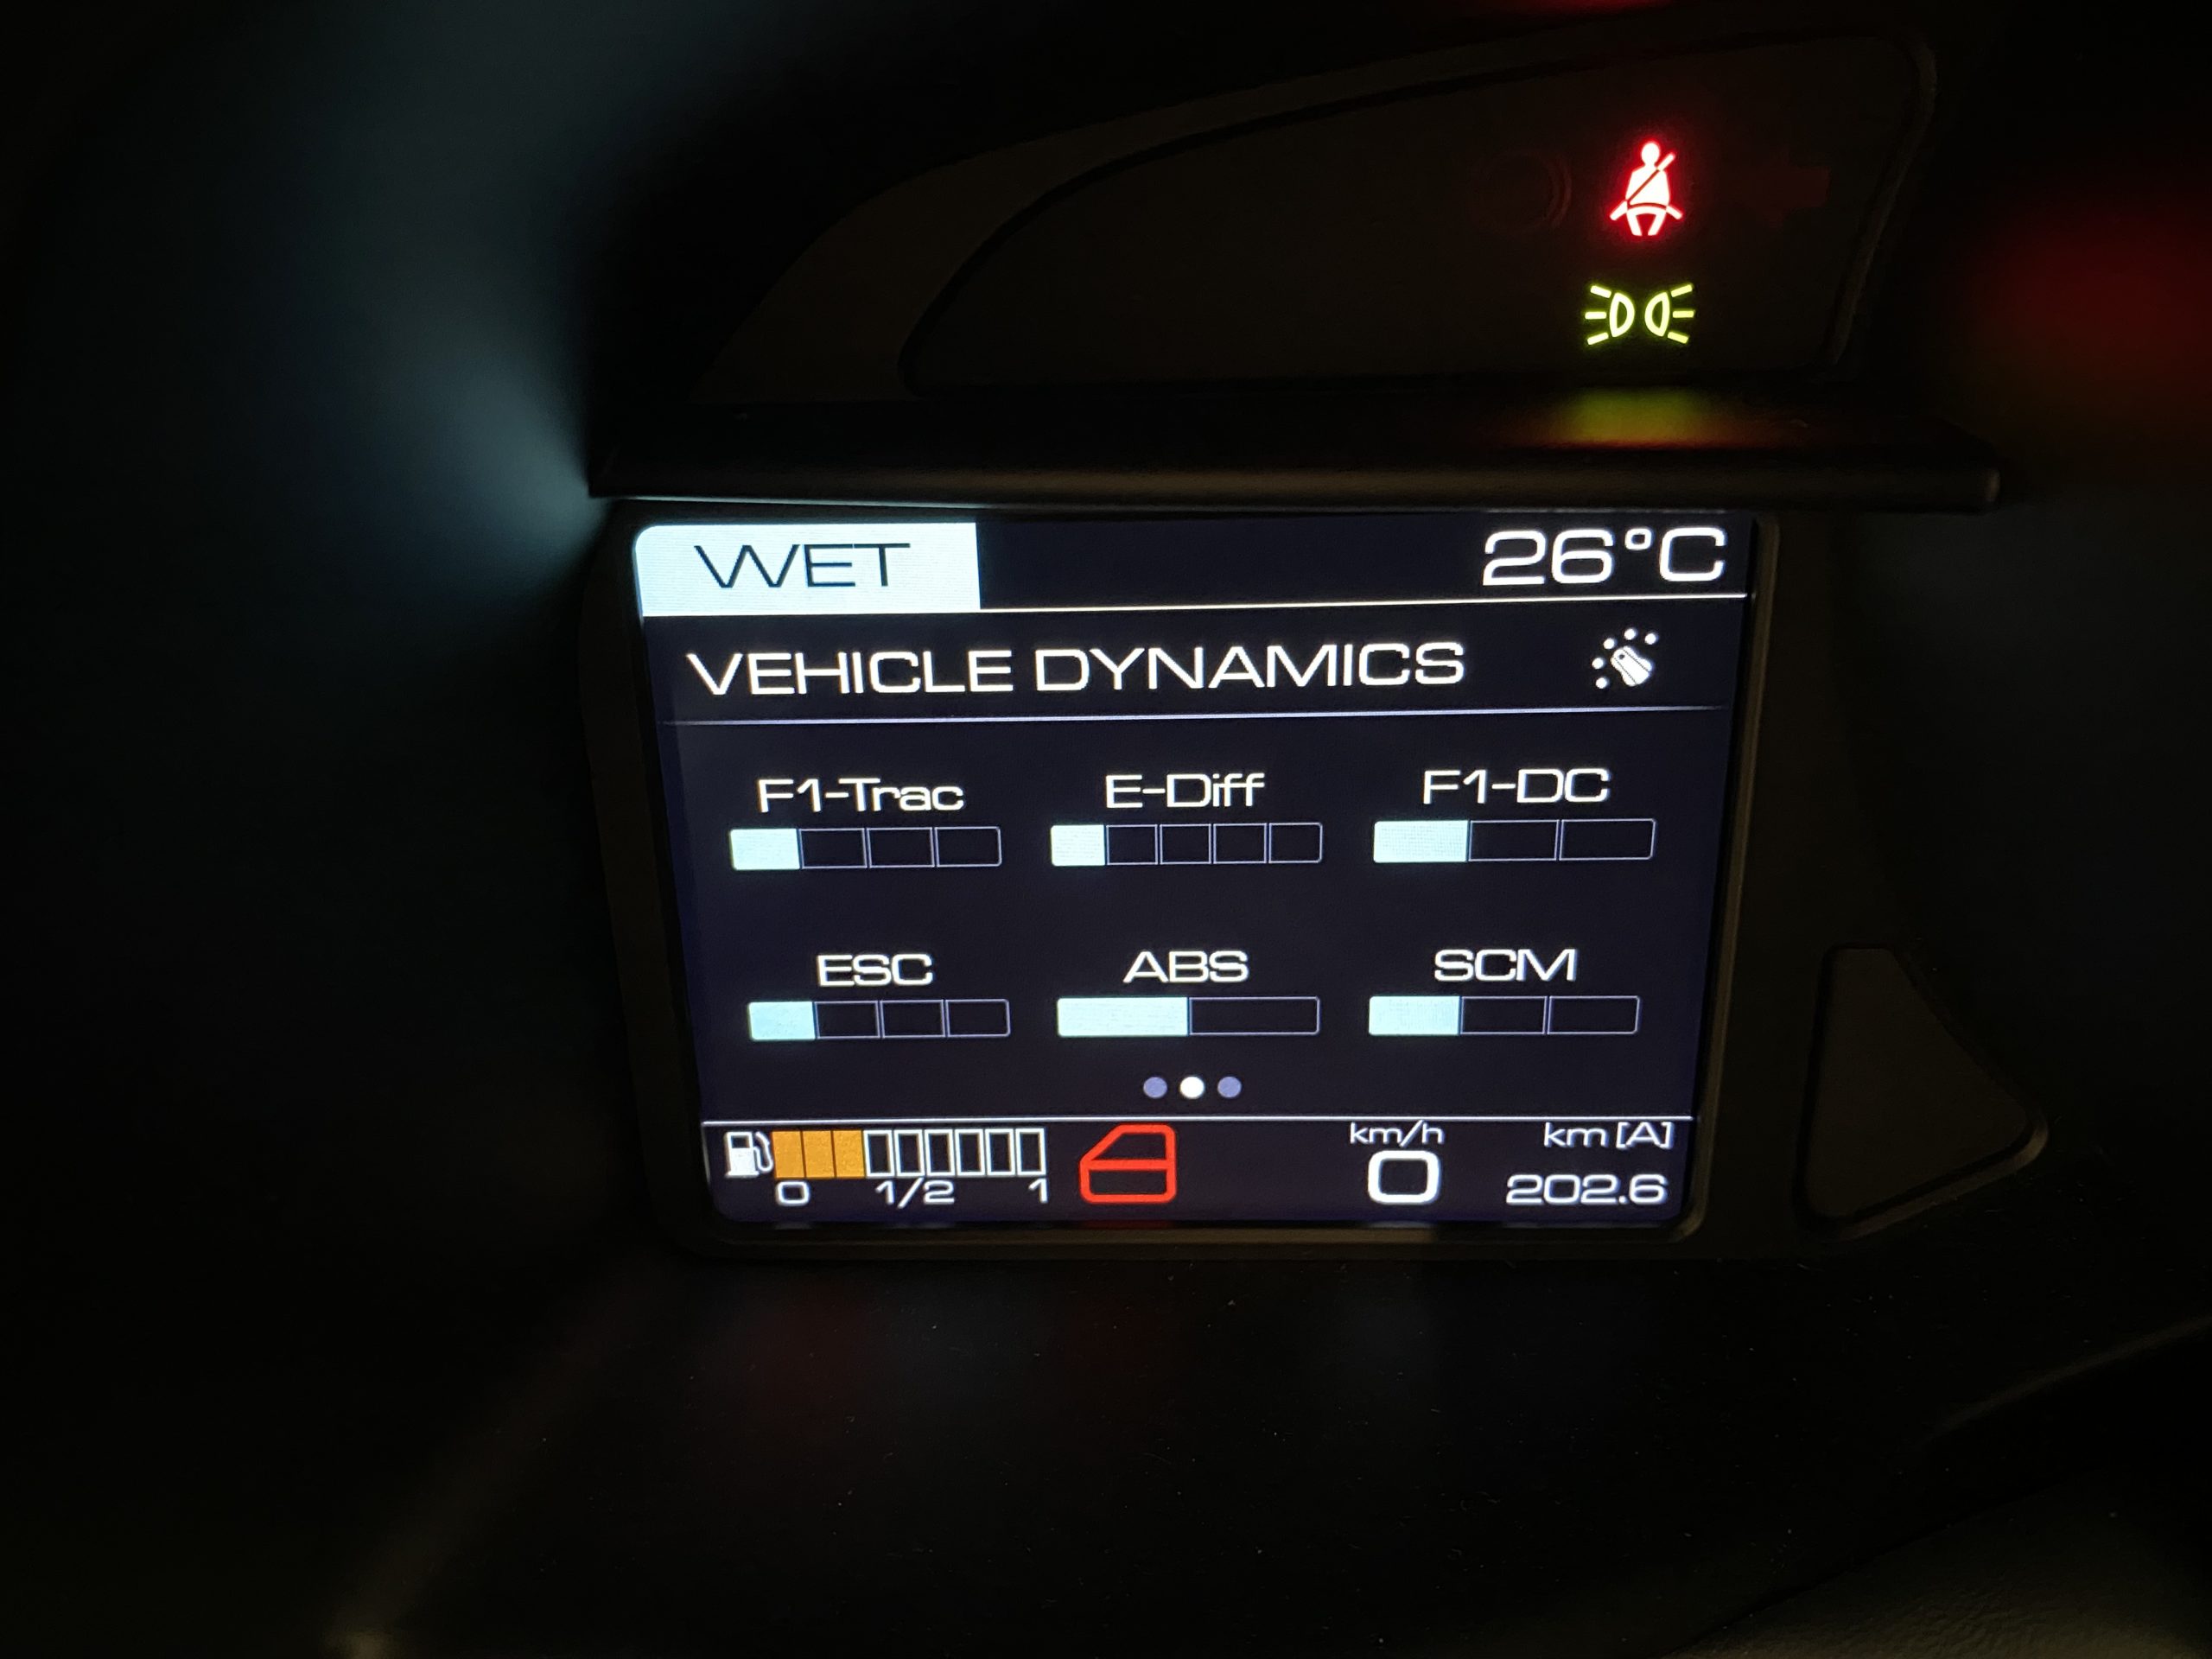 WET 26°C
VEHICLE DYNAMICS
F1-Trac E-Diff F1-DC
ESC ABS SCM
km/h km [A]
0 1/2 1 0 202.6